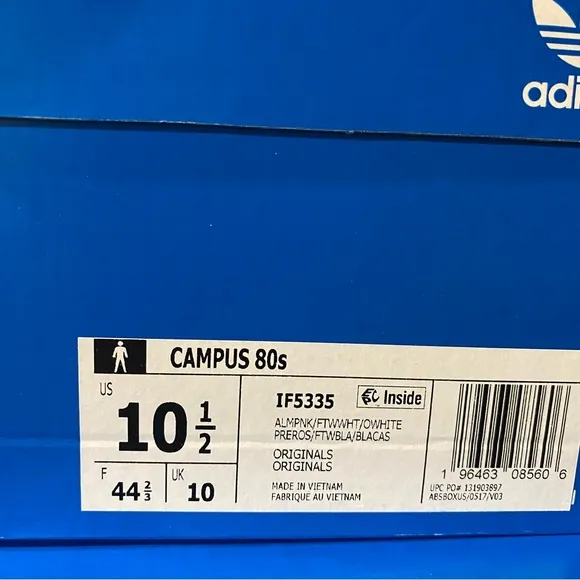 adi
CAMPUS 80s
US
10 1/2
F
44 2/3
UK
10
IF5335
Inside
ALMPNK/FTWWHT/OWHITE
PREROS/FTWBLA/BLACAS
ORIGINALS
ORIGINALS
MADE IN VIETNAM
FABRIQUÉ AU VIETNAM
1 96463 08560 6
UPC PO# 131903897
ABSBOXUS/0517/V03